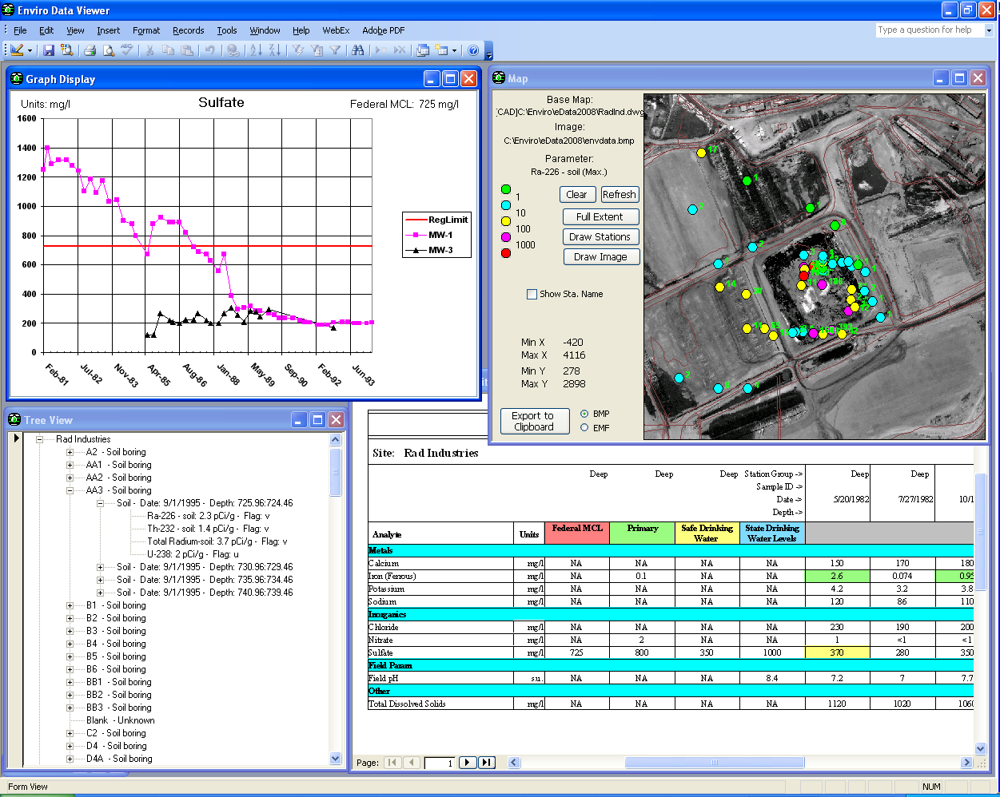 Enviro Data Viewer
File Edit View Insert Format Records Tools Window Help WebEx Adobe PDF
Type a question for help
Graph Display
Units: mg/l
Sulfate
Federal MCL: 725 mg/l
1600
1400
1200
1000
800
600
400
200
0
Feb-81 Jul-82 Nov-83 Apr-85 Aug-86 Jan-88 May-89 Sep-90 Feb-92 Jun-93
RegLimit
MW-1
MW-3
Map
Base Map:
[CAD]C:\Enviro\eData2008\RadInd.dwg
Image:
C:\Enviro\eData2008\envdata.bmp
Parameter:
Ra-226 - soil (Max.)
1
10
100
1000
Clear Refresh
Full Extent
Draw Stations
Draw Image
Show Sta. Name
Min X -420
Max X 4116
Min Y 278
Max Y 2898
Export to
Clipboard
BMP
EMF
Tree View
Rad Industries
A2 - Soil boring
AA1 - Soil boring
AA2 - Soil boring
AA3 - Soil boring
Soil - Date: 9/1/1995 - Depth: 725.96:724.46
Ra-226 - soil: 2.3 pCi/g - Flag: v
Th-232 - soil: 1.4 pCi/g - Flag: v
Total Radium-soil: 3.7 pCi/g - Flag: v
U-238: 2 pCi/g - Flag: u
Soil - Date: 9/1/1995 - Depth: 730.96:729.46
Soil - Date: 9/1/1995 - Depth: 735.96:734.46
Soil - Date: 9/1/1995 - Depth: 740.96:739.46
B1 - Soil boring
B2 - Soil boring
B3 - Soil boring
B4 - Soil boring
B5 - Soil boring
B6 - Soil boring
BB1 - Soil boring
BB2 - Soil boring
BB3 - Soil boring
Blank - Unknown
C2 - Soil boring
D4 - Soil boring
D4A - Soil boring
Site: Rad Industries
Deep Deep Deep Station Group -> Deep Deep
Sample ID ->
Date -> 5/20/1982 7/27/1982 10/1
Depth ->
Analyte Units Federal MCL Primary Safe Drinking Water State Drinking Water Levels
Metals
Calcium mg/l NA NA NA NA 150 170 180
Iron (Ferrous) mg/l NA 0.1 NA NA 2.6 0.074 0.95
Potassium mg/l NA NA NA NA 4.2 3.2 3.8
Sodium mg/l NA NA NA NA 120 86 110
Inorganics
Chloride mg/l NA NA NA NA 230 190 200
Nitrate mg/l NA 2 NA NA 1 <1 <1
Sulfate mg/l 725 800 350 1000 370 280 350
Field Param
Field pH s.u. NA NA NA 8.4 7.2 7 7.7
Other
Total Dissolved Solids mg/l NA NA NA NA 1120 1020 1060
Page: 1
Form View
NUM